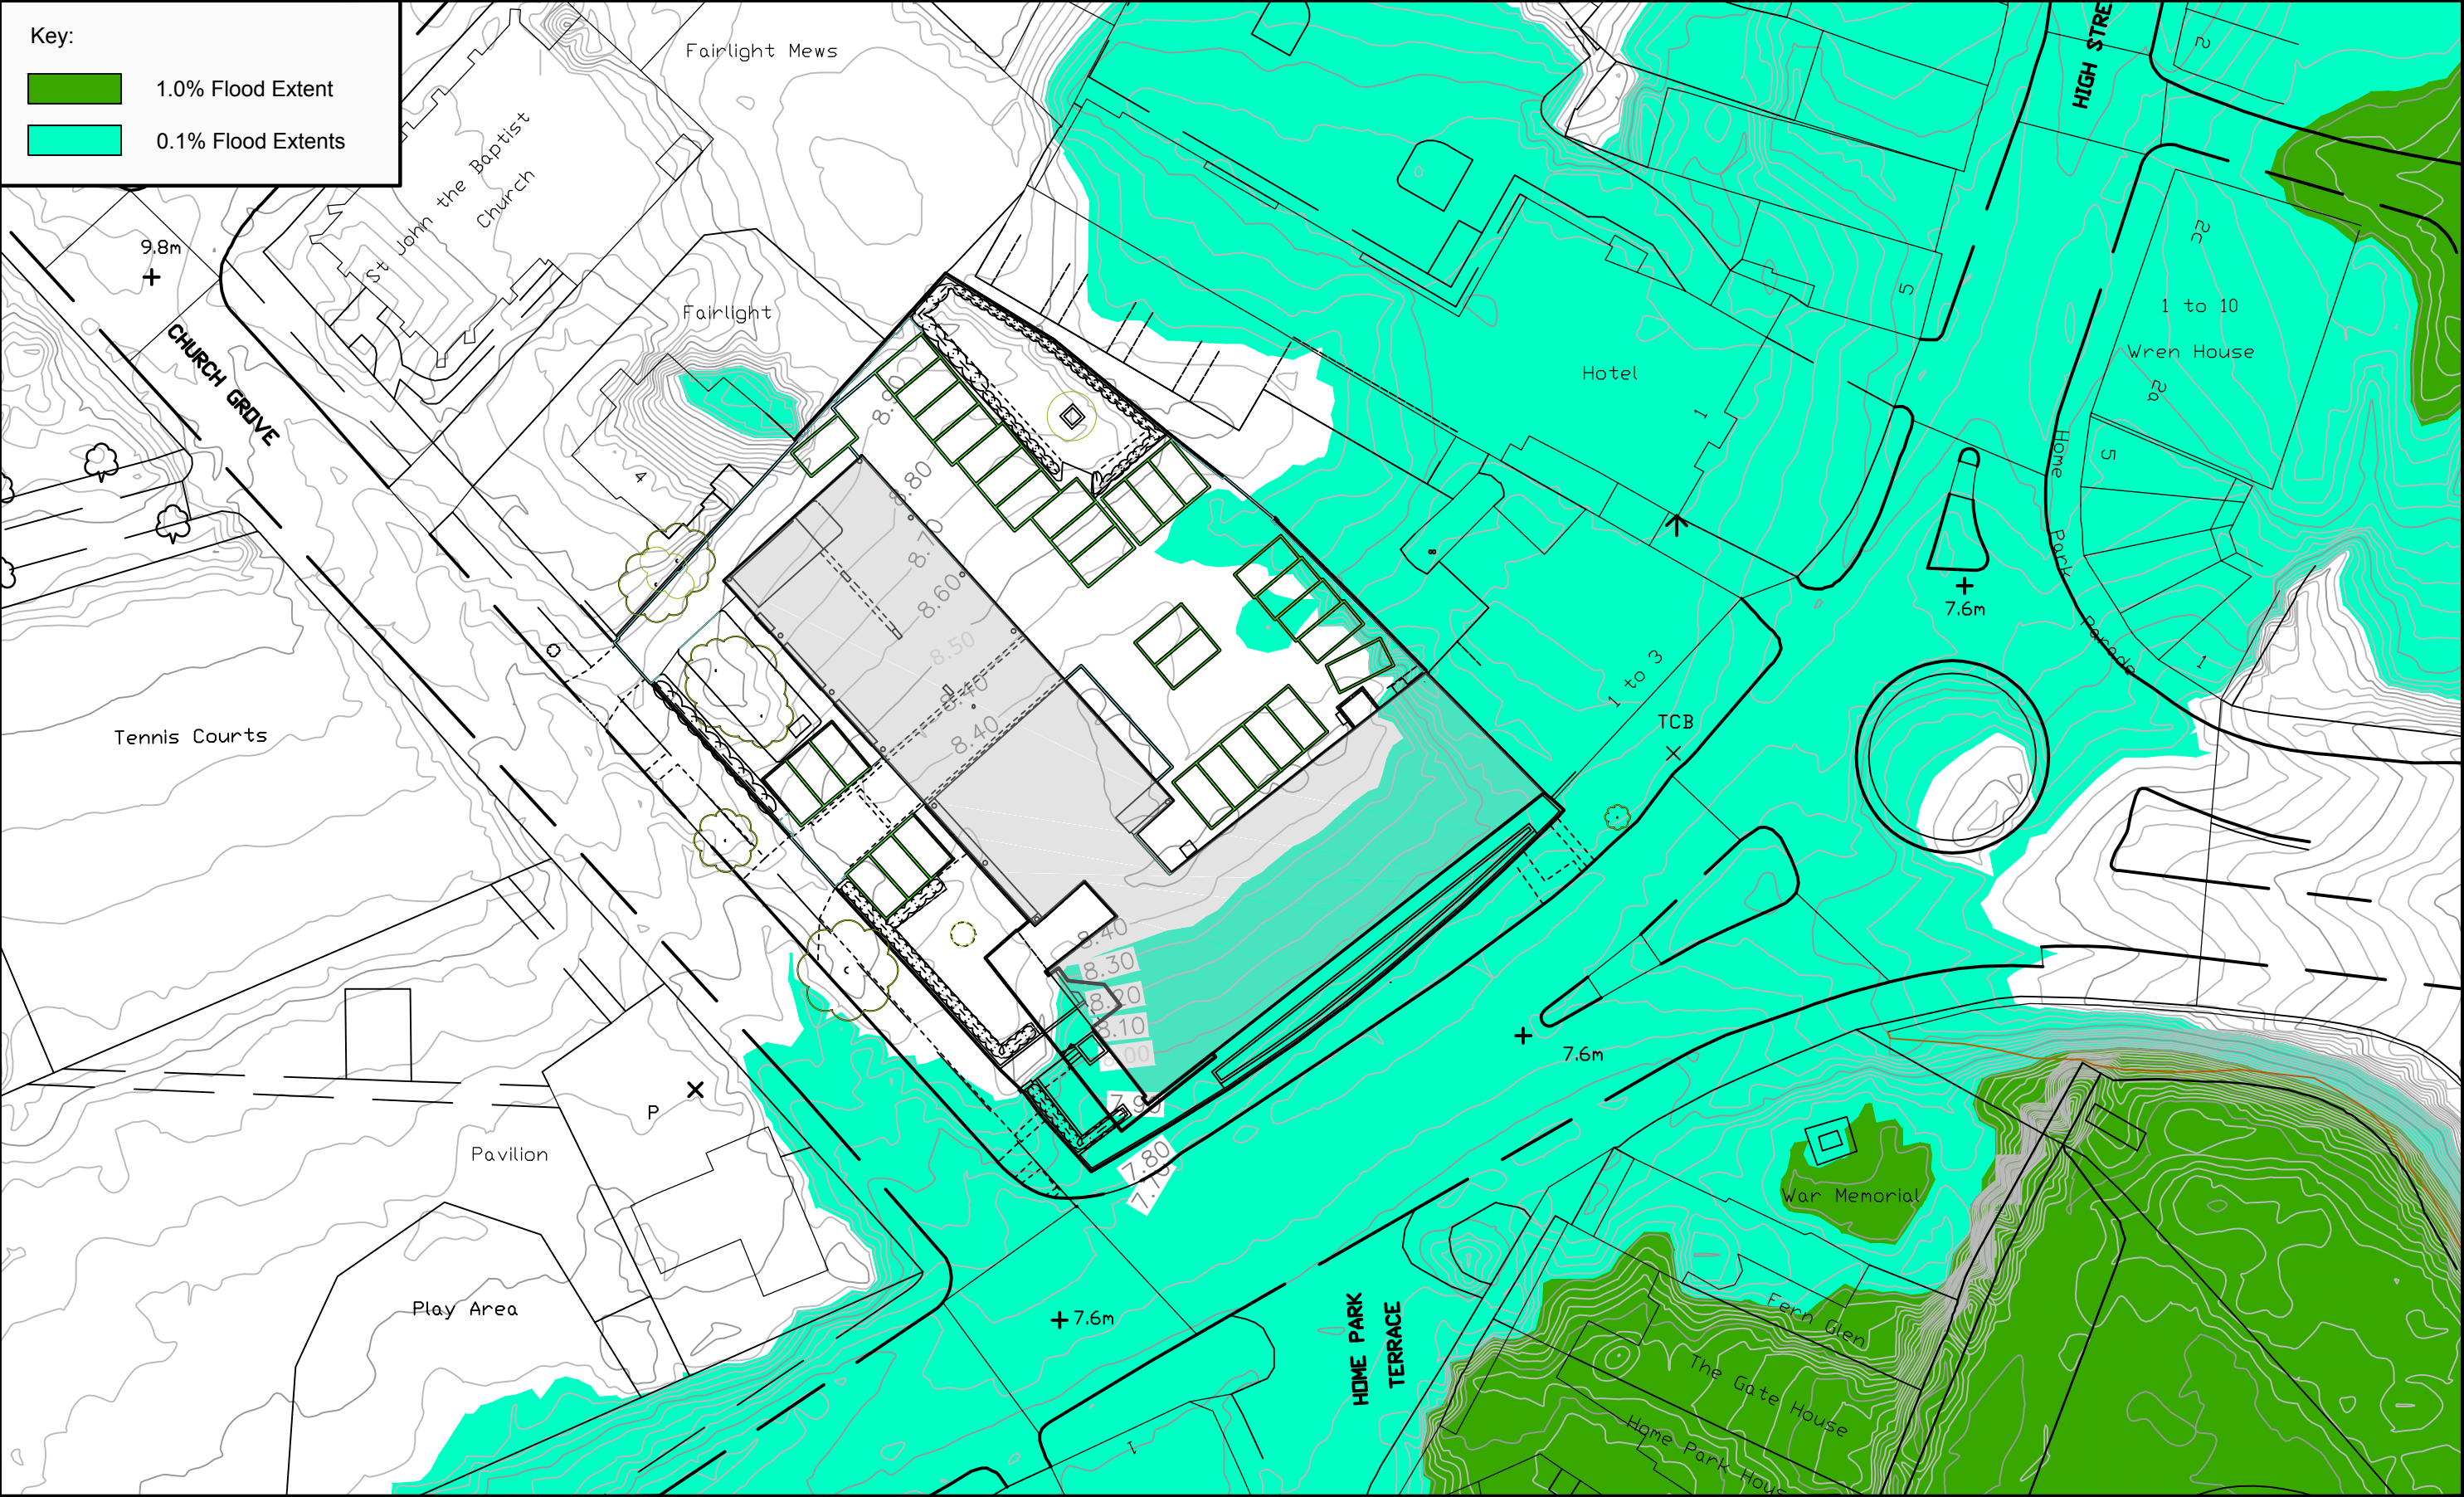 Key:
1.0% Flood Extent
0.1% Flood Extents
Fairlight Mews
St John the Baptist
Church
9.8m
CHURCH GROVE
Fairlight
4
Tennis Courts
P
Pavilion
Play Area
8.80
8.70
8.60
8.50
8.40
8.40
8.40
8.30
8.20
8.10
7.80
HIGH STRE
2
2c
5
1 to 10
Wren House
2a
5
Hotel
1
Home Park Parade
1
7.6m
8
1 to 3
TCB
7.6m
7.6m
HOME PARK
TERRACE
1
War Memorial
Fern Glen
The Gate House
Home Park Hous